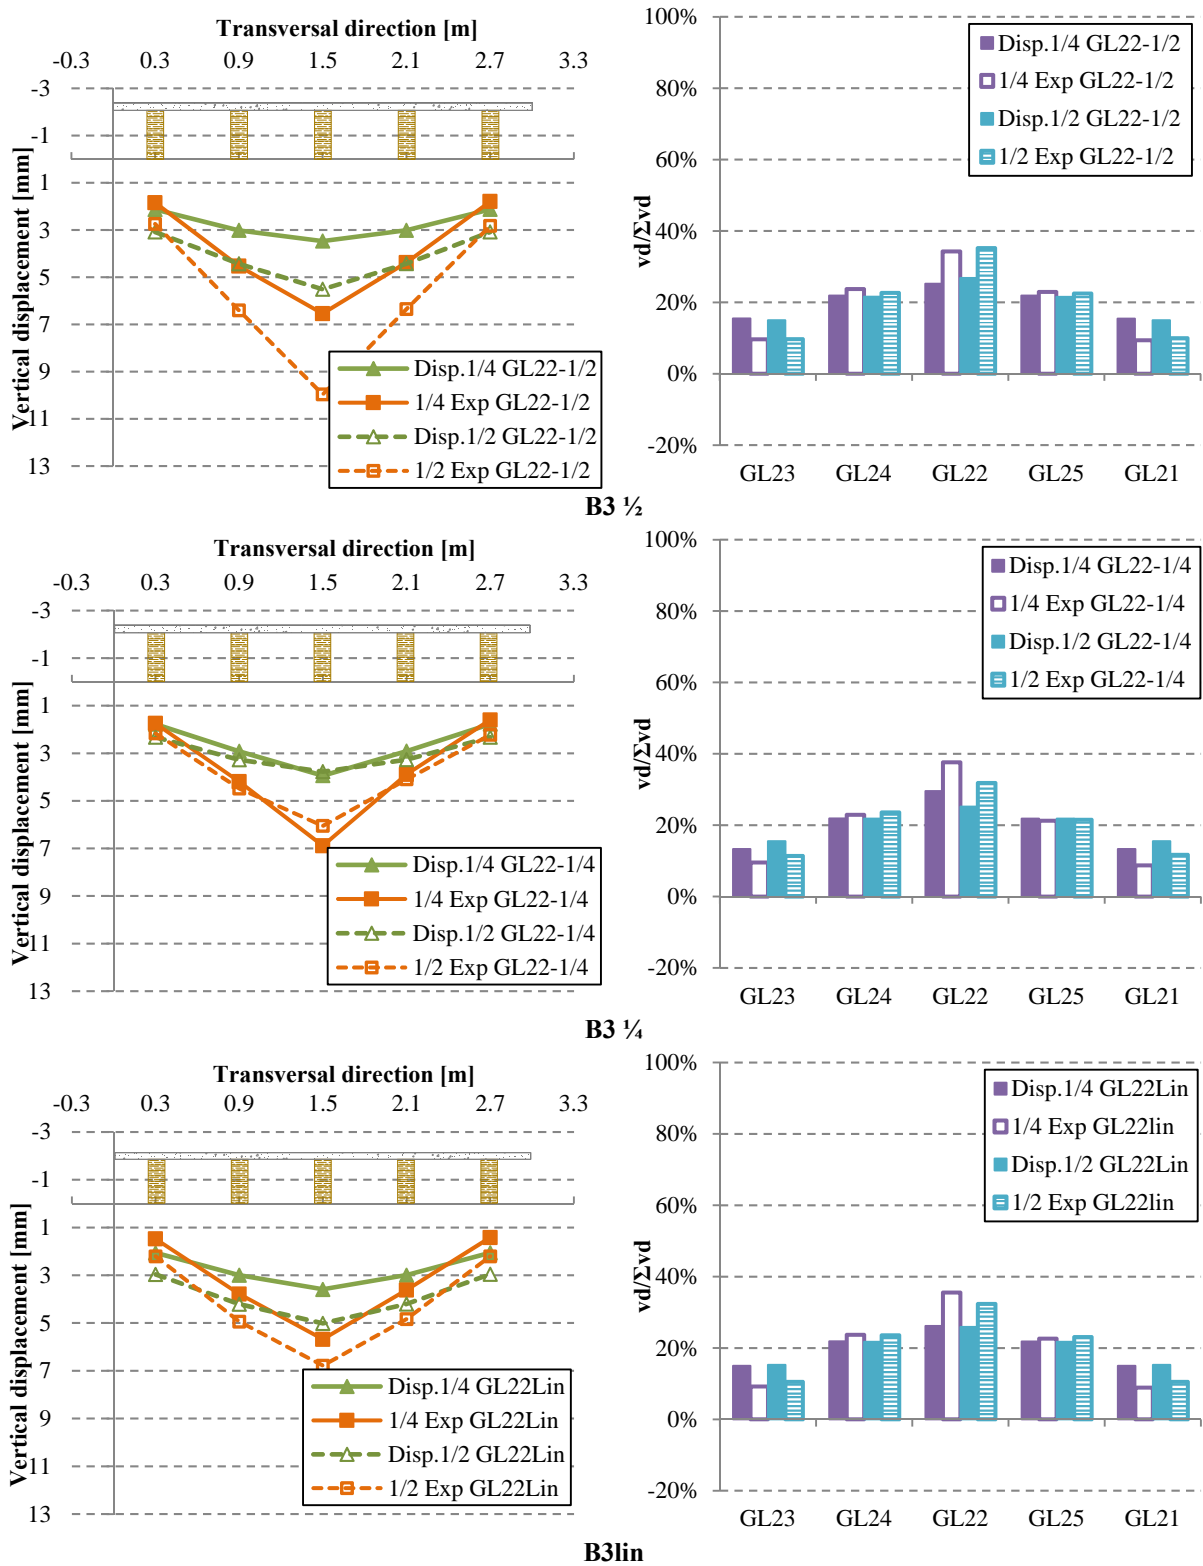 Transversal direction [m]
-0.3 0.3 0.9 1.5 2.1 2.7 3.3
Vertical displacement [mm]
-3
-1
1
3
5
7
9
11
13
Disp.1/4 GL22-1/2
1/4 Exp GL22-1/2
Disp.1/2 GL22-1/2
1/2 Exp GL22-1/2
vd/Σvd
100%
80%
60%
40%
20%
0%
-20%
Disp.1/4 GL22-1/2
1/4 Exp GL22-1/2
Disp.1/2 GL22-1/2
1/2 Exp GL22-1/2
GL23 GL24 GL22 GL25 GL21
B3 ½
Transversal direction [m]
-0.3 0.3 0.9 1.5 2.1 2.7 3.3
Vertical displacement [mm]
-3
-1
1
3
5
7
9
11
13
Disp.1/4 GL22-1/4
1/4 Exp GL22-1/4
Disp.1/2 GL22-1/4
1/2 Exp GL22-1/4
vd/Σvd
100%
80%
60%
40%
20%
0%
-20%
Disp.1/4 GL22-1/4
1/4 Exp GL22-1/4
Disp.1/2 GL22-1/4
1/2 Exp GL22-1/4
GL23 GL24 GL22 GL25 GL21
B3 ¼
Transversal direction [m]
-0.3 0.3 0.9 1.5 2.1 2.7 3.3
Vertical displacement [mm]
-3
-1
1
3
5
7
9
11
13
Disp.1/4 GL22Lin
1/4 Exp GL22Lin
Disp.1/2 GL22Lin
1/2 Exp GL22Lin
vd/Σvd
100%
80%
60%
40%
20%
0%
-20%
Disp.1/4 GL22Lin
1/4 Exp GL22lin
Disp.1/2 GL22Lin
1/2 Exp GL22lin
GL23 GL24 GL22 GL25 GL21
B3lin